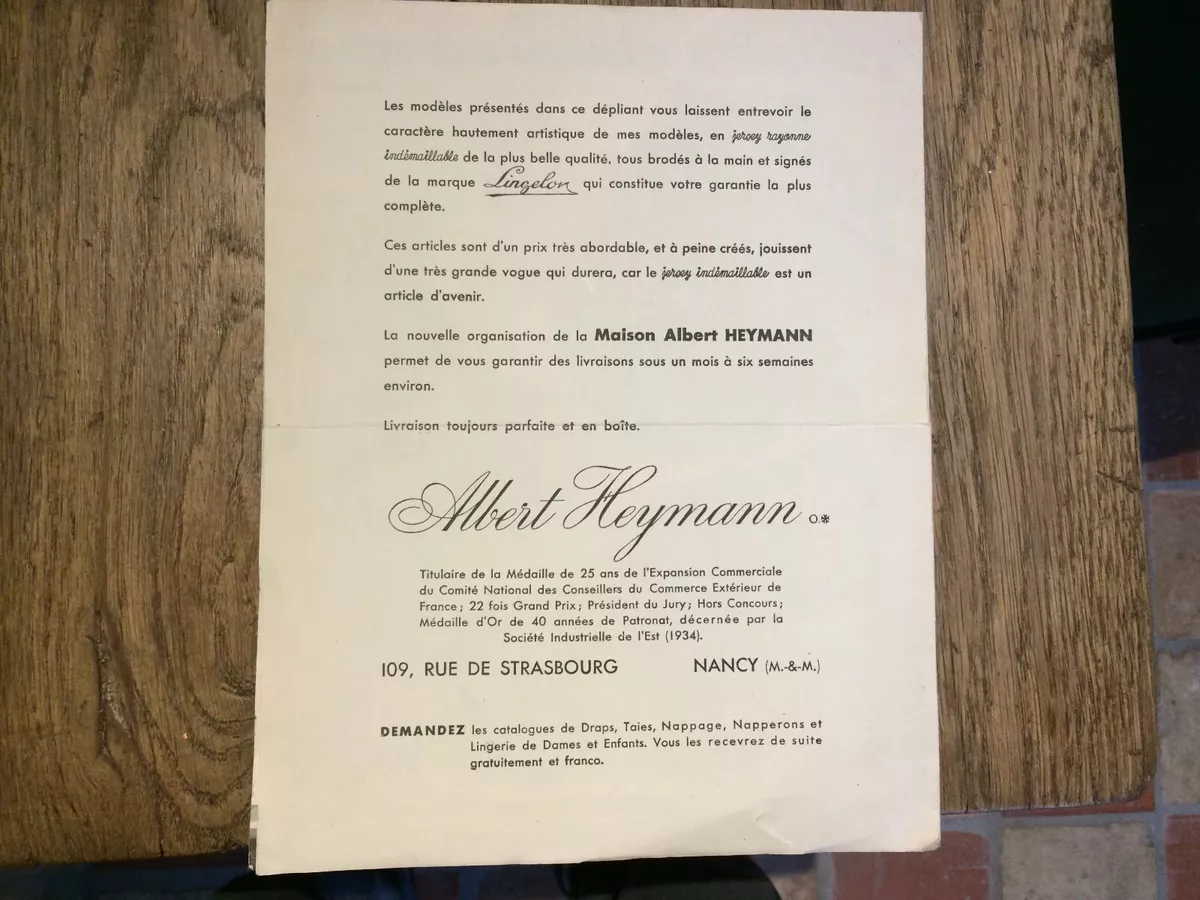 Les modèles présentés dans ce dépliant vous laissent entrevoir le
caractère hautement artistique de mes modèles, en jersey rayonne
indémaillable de la plus belle qualité. tous brodés à la main et signés
de la marque Lingelon qui constitue votre garantie la plus
complète.
Ces articles sont d'un prix très abordable, et à peine créés, jouissent
d'une très grande vogue qui durera, car le jersey indémaillable est un
article d'avenir.
La nouvelle organisation de la Maison Albert HEYMANN
permet de vous garantir des livraisons sous un mois à six semaines
environ.
Livraison toujours parfaite et en boîte.
Albert Heymann O.✻
Titulaire de la Médaille de 25 ans de l'Expansion Commerciale
du Comité National des Conseillers du Commerce Extérieur de
France; 22 fois Grand Prix; Président du Jury; Hors Concours;
Médaille d'Or de 40 années de Patronat, décernée par la
Société Industrielle de l'Est (1934).
109, RUE DE STRASBOURG NANCY (M.-&-M.)
DEMANDEZ les catalogues de Draps, Taies, Nappage, Napperons et
Lingerie de Dames et Enfants. Vous les recevrez de suite
gratuitement et franco.